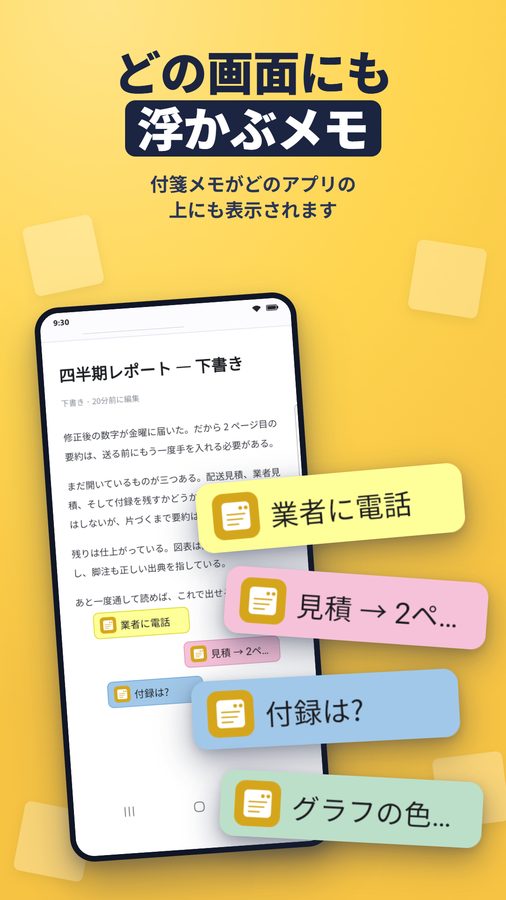 どの画面にも
浮かぶメモ
付箋メモがどのアプリの
上にも表示されます
9:30
四半期レポート — 下書き
下書き・20分前に編集
修正後の数字が金曜に届いた。だから 2 ページ目の
要約は、送る前にもう一度手を入れる必要がある。
まだ開いているものが三つある。配送見積、業者見
積、そして付録を残すかどうか
はしないが、片づくまで要約は
残りは仕上がっている。図表は
し、脚注も正しい出典を指している。
あと一度通して読めば、これで出せ
業者に電話
見積 → 2ペ...
付録は?
業者に電話
見積 → 2ペ...
付録は?
グラフの色...